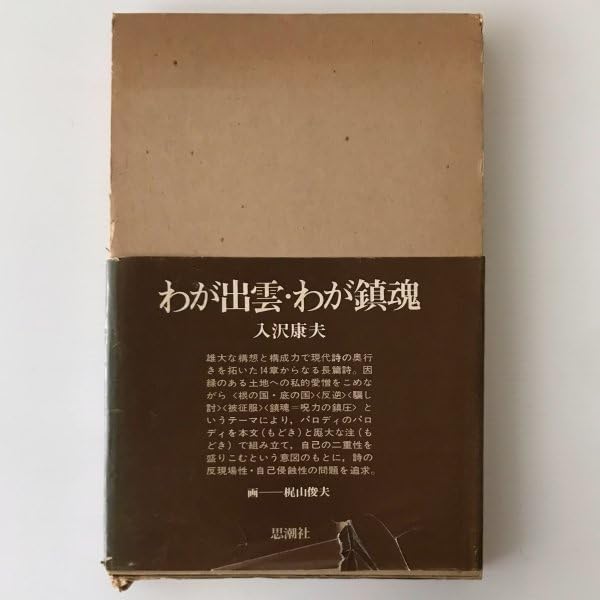 わが出雲・わが鎮魂
入沢康夫
雄大な構想と構成力で現代詩の奥行
きを拓いた14章からなる長篇詩。因
縁のある土地への私的愛憎をこめな
がら〈根の国・底の国〉〈反逆〉〈騙し
討〉〈被征服〉〈鎮魂＝呪力の鎮圧〉と
いうテーマにより，パロディのパロ
ディを本文（もどき）と厖大な注（も
どき）で組み立て，自己の二重性を
盛りこむという意図のもとに，詩の
反現場性・自己侵蝕性の問題を追求。
画――梶山俊夫
思潮社